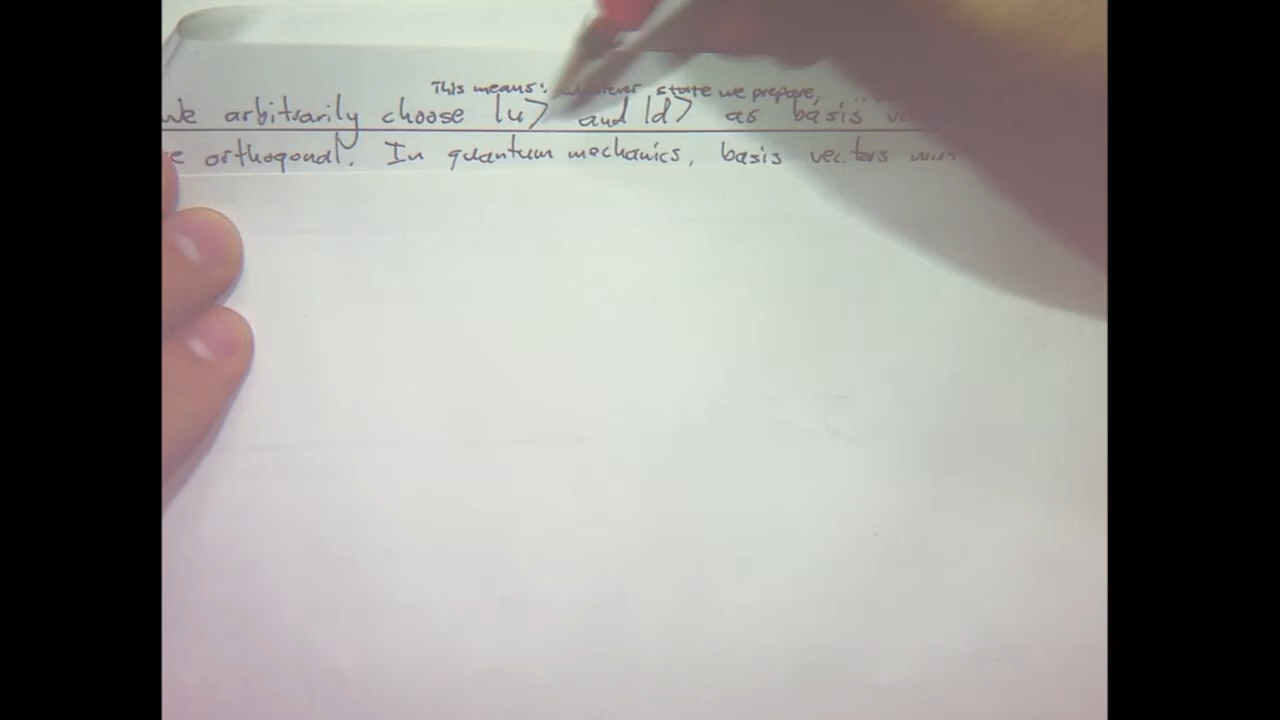 This means: state we prepare,
We arbitrarily choose |u> and |d> as basis
orthogonal. In quantum mechanics, basis vectors